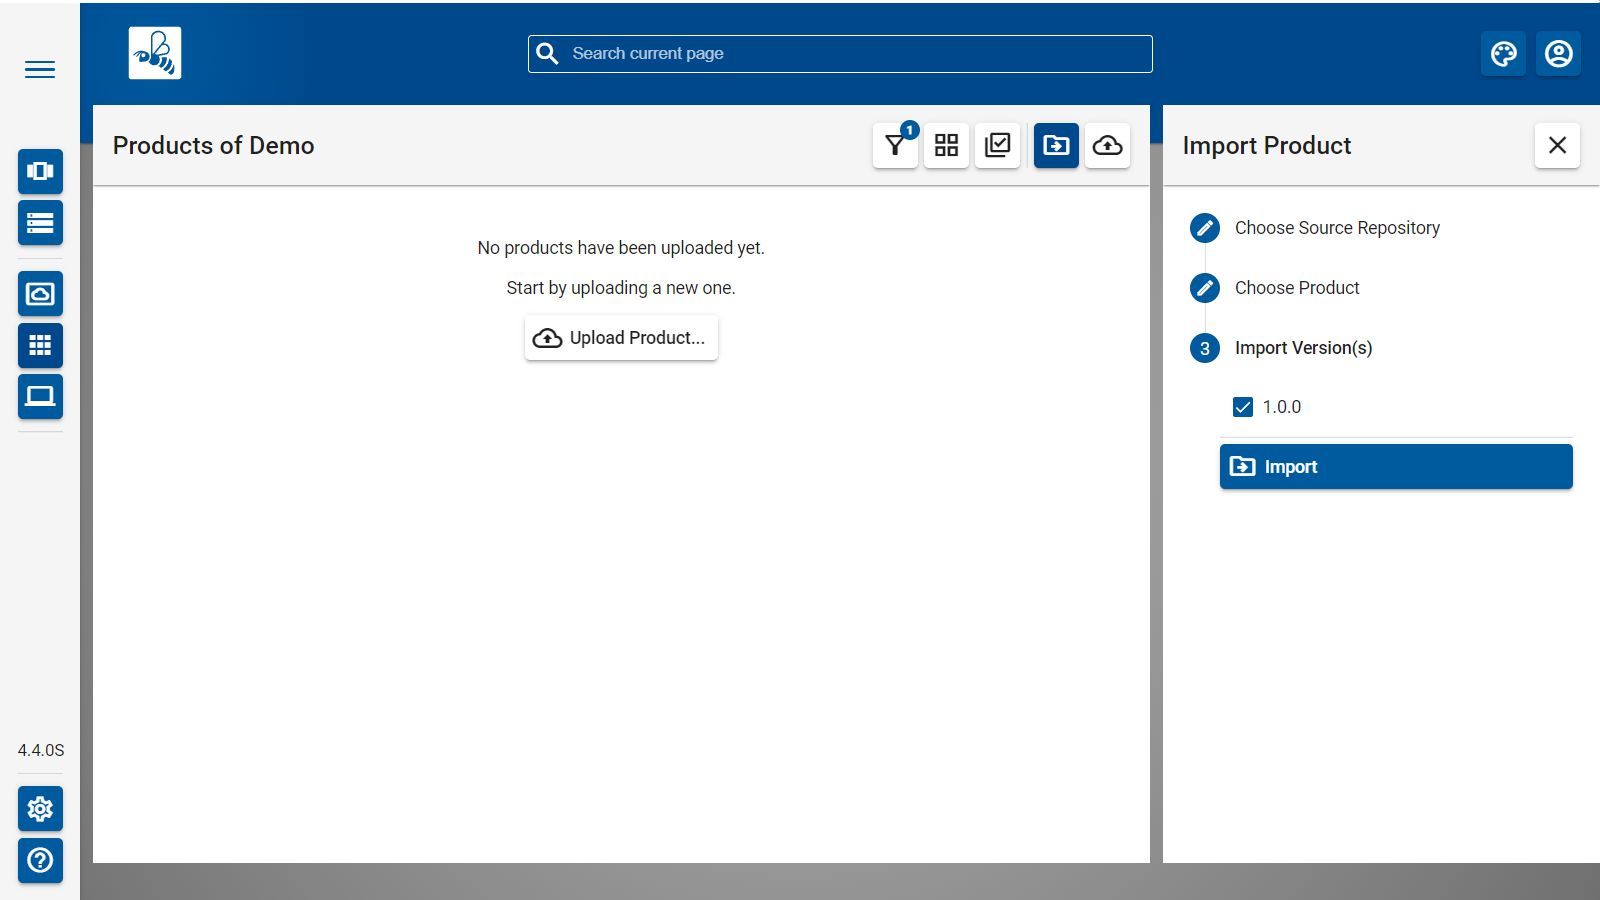 Search current page
Products of Demo
1
Import Product
No products have been uploaded yet.
Start by uploading a new one.
Upload Product...
Choose Source Repository
Choose Product
3 Import Version(s)
1.0.0
Import
4.4.0S